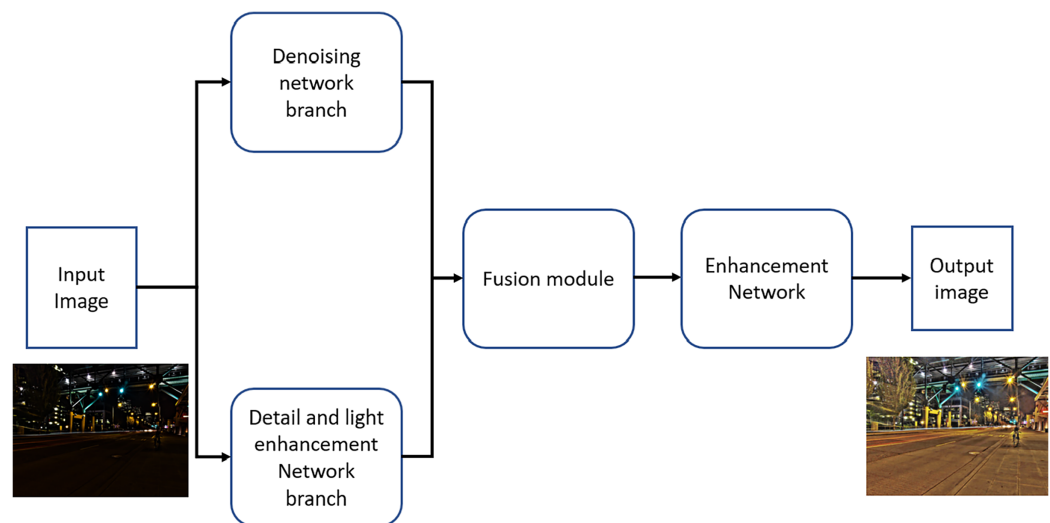 Denoising
network
branch
Input
Image
Fusion module
Enhancement
Network
Output
image
Detail and light
enhancement
Network
branch